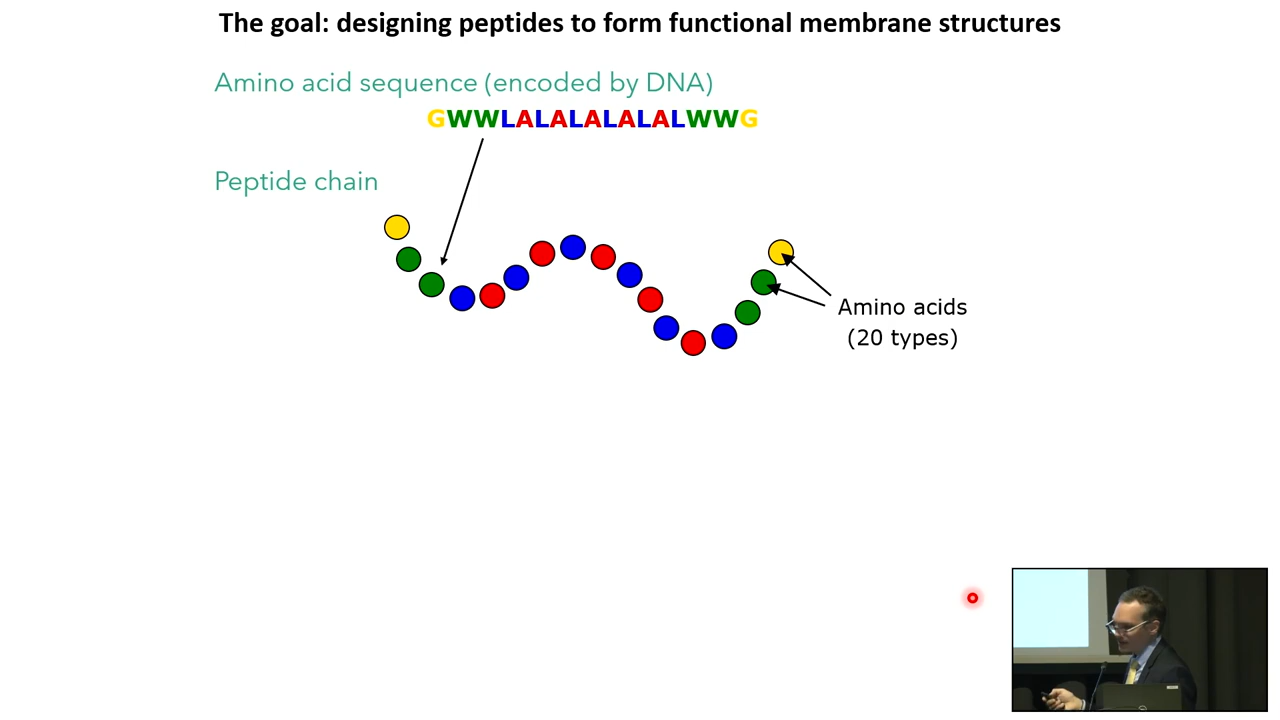 The goal: designing peptides to form functional membrane structures
Amino acid sequence (encoded by DNA)
GWWLALALALALALWWG
Peptide chain
Amino acids
(20 types)